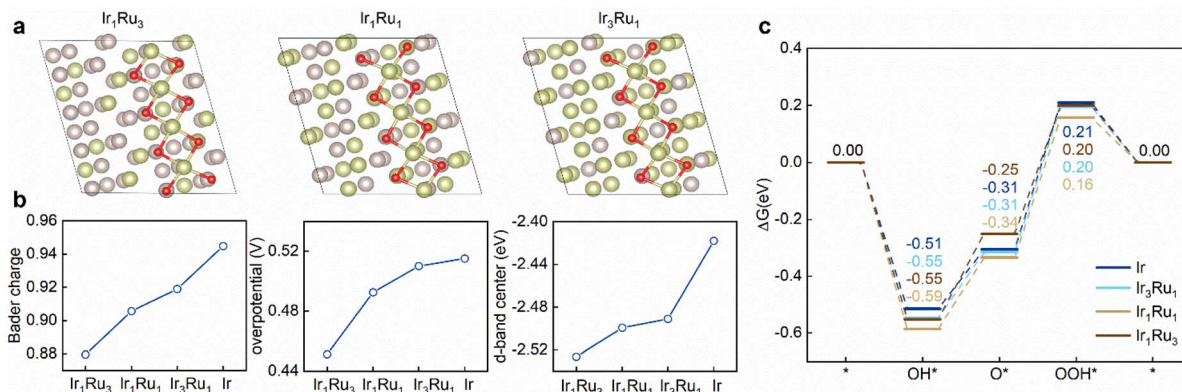 a
Ir₁Ru₃
Ir₁Ru₁
Ir₃Ru₁
b
Bader charge
0.96
0.94
0.92
0.90
0.88
Ir₁Ru₃ Ir₁Ru₁ Ir₃Ru₁ Ir
overpotential (V)
0.52
0.48
0.44
Ir₁Ru₃ Ir₁Ru₁ Ir₃Ru₁ Ir
d-band center (eV)
-2.40
-2.44
-2.48
-2.52
Ir₁Ru₃ Ir₁Ru₁ Ir₃Ru₁ Ir
c
ΔG(eV)
0.4
0.2
0.0
-0.2
-0.4
-0.6
0.00
-0.51
-0.55
-0.55
-0.59
-0.25
-0.31
-0.31
-0.34
0.21
0.20
0.20
0.16
0.00
Ir
Ir₃Ru₁
Ir₁Ru₁
Ir₁Ru₃
* OH* O* OOH* *